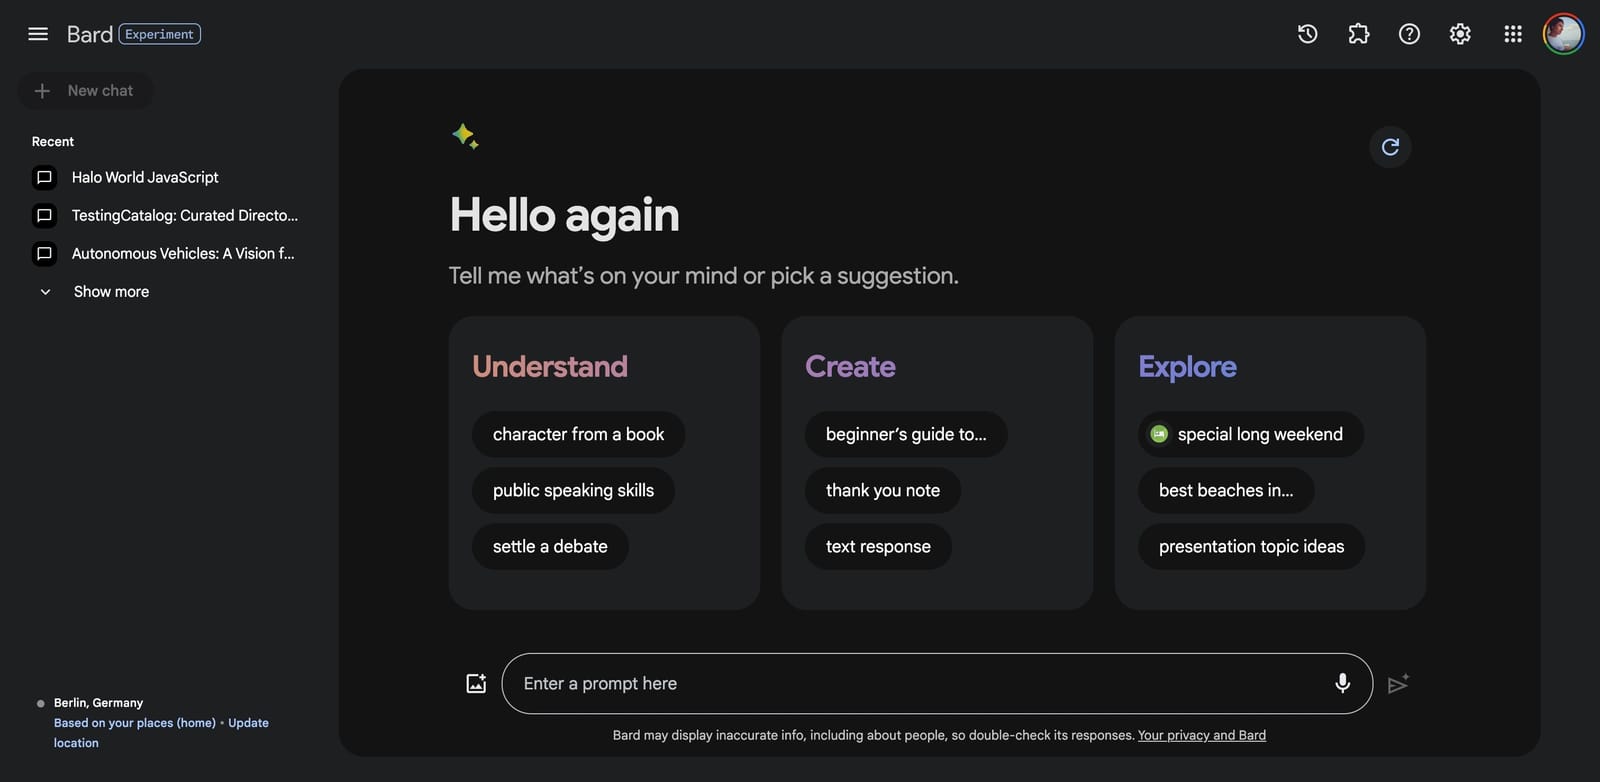 Bard Experiment
New chat
Recent
Halo World JavaScript
TestingCatalog: Curated Directo...
Autonomous Vehicles: A Vision f...
Show more
Berlin, Germany
Based on your places (home) • Update
location
Hello again
Tell me what’s on your mind or pick a suggestion.
Understand
character from a book
public speaking skills
settle a debate
Create
beginner’s guide to...
thank you note
text response
Explore
special long weekend
best beaches in...
presentation topic ideas
Enter a prompt here
Bard may display inaccurate info, including about people, so double-check its responses. Your privacy and Bard